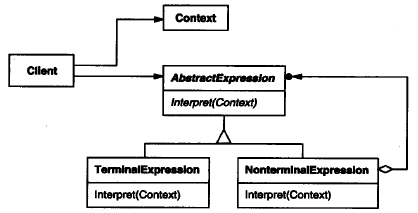 Context
Client
AbstractExpression
Interpret(Context)
TerminalExpression
NonterminalExpression
Interpret(Context)
Interpret(Context)